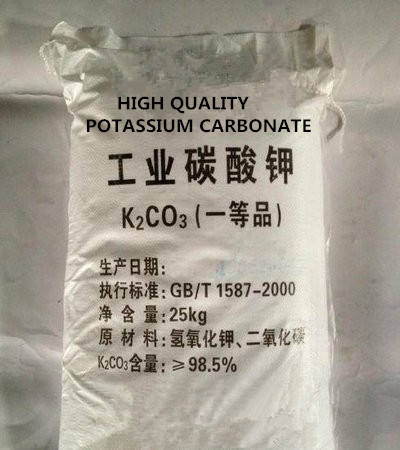 HIGH QUALITY
POTASSIUM CARBONATE
工业碳酸钾
K₂CO₃(一等品)
生产日期:
执行标准:GB/T 1587-2000
净含量:25kg
原材料:氢氧化钾、二氧化碳
K₂CO₃含量:≥98.5%